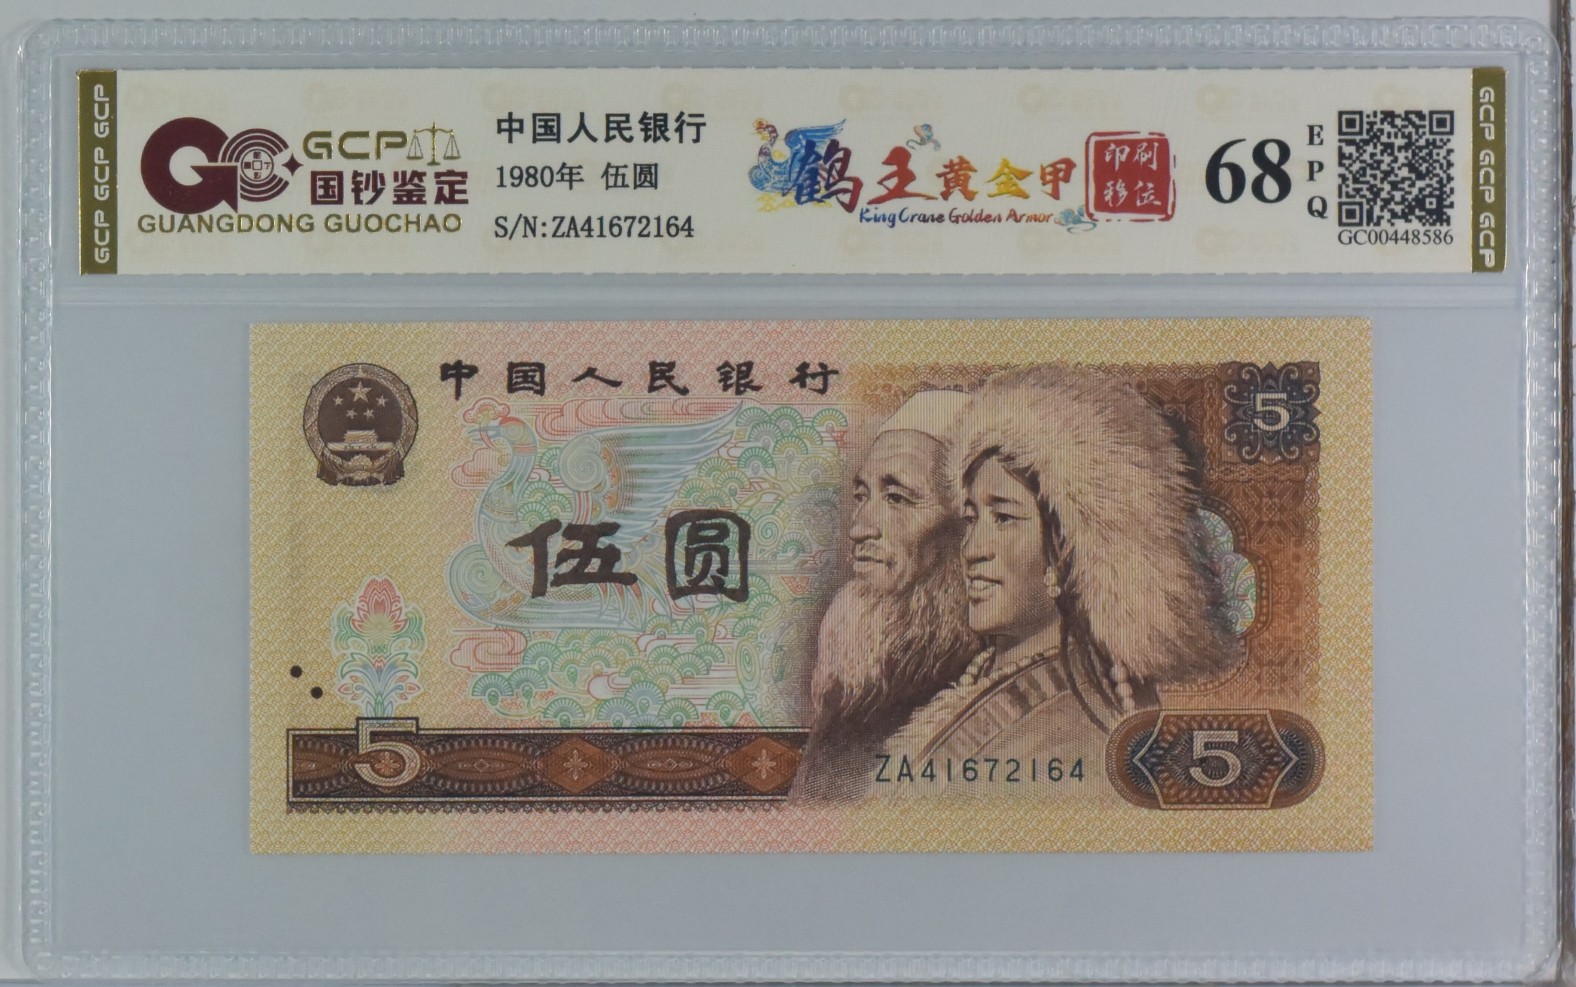 GCP GCP GCP
GCP
国钞鉴定
GUANGDONG GUOCHAO
中国人民银行
1980年 伍圆
S/N:ZA41672164
鹤王黄金甲
King Crane Golden Armor
印刷
移位
68
EPQ
GC00448586
GCP GCP GCP
中国人民银行
5
伍圆
5
ZA41672164
5